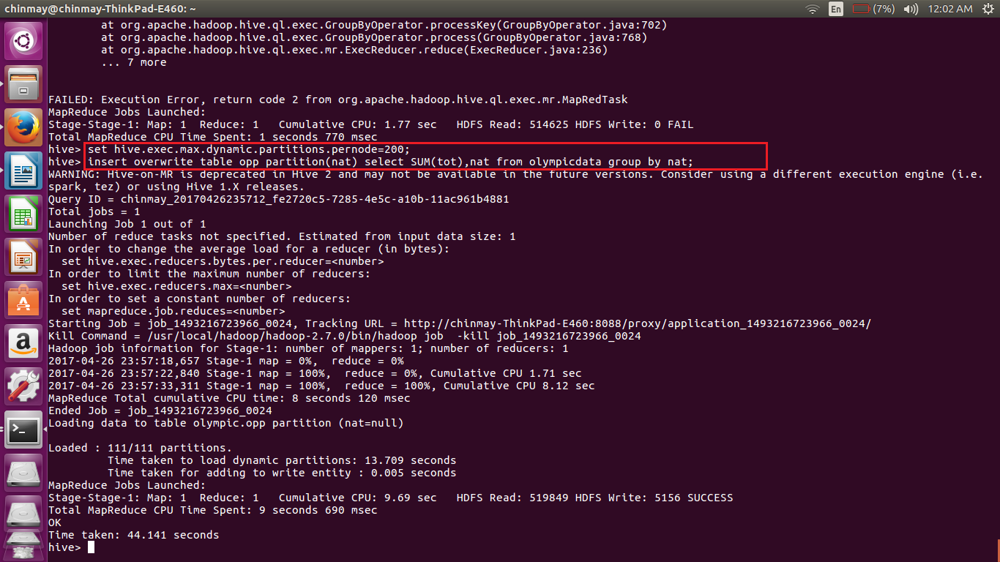 chinmay@chinmay-ThinkPad-E460: ~
En
(7%)
12:02 AM
at org.apache.hadoop.hive.ql.exec.GroupByOperator.processKey(GroupByOperator.java:702)
at org.apache.hadoop.hive.ql.exec.GroupByOperator.process(GroupByOperator.java:768)
at org.apache.hadoop.hive.ql.exec.mr.ExecReducer.reduce(ExecReducer.java:236)
... 7 more
FAILED: Execution Error, return code 2 from org.apache.hadoop.hive.ql.exec.mr.MapRedTask
MapReduce Jobs Launched:
Stage-Stage-1: Map: 1  Reduce: 1   Cumulative CPU: 1.77 sec   HDFS Read: 514625 HDFS Write: 0 FAIL
Total MapReduce CPU Time Spent: 1 seconds 770 msec
hive> set hive.exec.max.dynamic.partitions.pernode=200;
hive> insert overwrite table opp partition(nat) select SUM(tot),nat from olympicdata group by nat;
WARNING: Hive-on-MR is deprecated in Hive 2 and may not be available in the future versions. Consider using a different execution engine (i.e.
spark, tez) or using Hive 1.X releases.
Query ID = chinmay_20170426235712_fe2720c5-7285-4e5c-a10b-11ac961b4881
Total jobs = 1
Launching Job 1 out of 1
Number of reduce tasks not specified. Estimated from input data size: 1
In order to change the average load for a reducer (in bytes):
  set hive.exec.reducers.bytes.per.reducer=<number>
In order to limit the maximum number of reducers:
  set hive.exec.reducers.max=<number>
In order to set a constant number of reducers:
  set mapreduce.job.reduces=<number>
Starting Job = job_1493216723966_0024, Tracking URL = http://chinmay-ThinkPad-E460:8088/proxy/application_1493216723966_0024/
Kill Command = /usr/local/hadoop/hadoop-2.7.0/bin/hadoop job  -kill job_1493216723966_0024
Hadoop job information for Stage-1: number of mappers: 1; number of reducers: 1
2017-04-26 23:57:18,657 Stage-1 map = 0%,  reduce = 0%
2017-04-26 23:57:22,840 Stage-1 map = 100%,  reduce = 0%, Cumulative CPU 1.71 sec
2017-04-26 23:57:33,311 Stage-1 map = 100%,  reduce = 100%, Cumulative CPU 8.12 sec
MapReduce Total cumulative CPU time: 8 seconds 120 msec
Ended Job = job_1493216723966_0024
Loading data to table olympic.opp partition (nat=null)
Loaded : 111/111 partitions.
Time taken to load dynamic partitions: 13.709 seconds
Time taken for adding to write entity : 0.005 seconds
MapReduce Jobs Launched:
Stage-Stage-1: Map: 1  Reduce: 1   Cumulative CPU: 9.69 sec   HDFS Read: 519849 HDFS Write: 5156 SUCCESS
Total MapReduce CPU Time Spent: 9 seconds 690 msec
OK
Time taken: 44.141 seconds
hive>